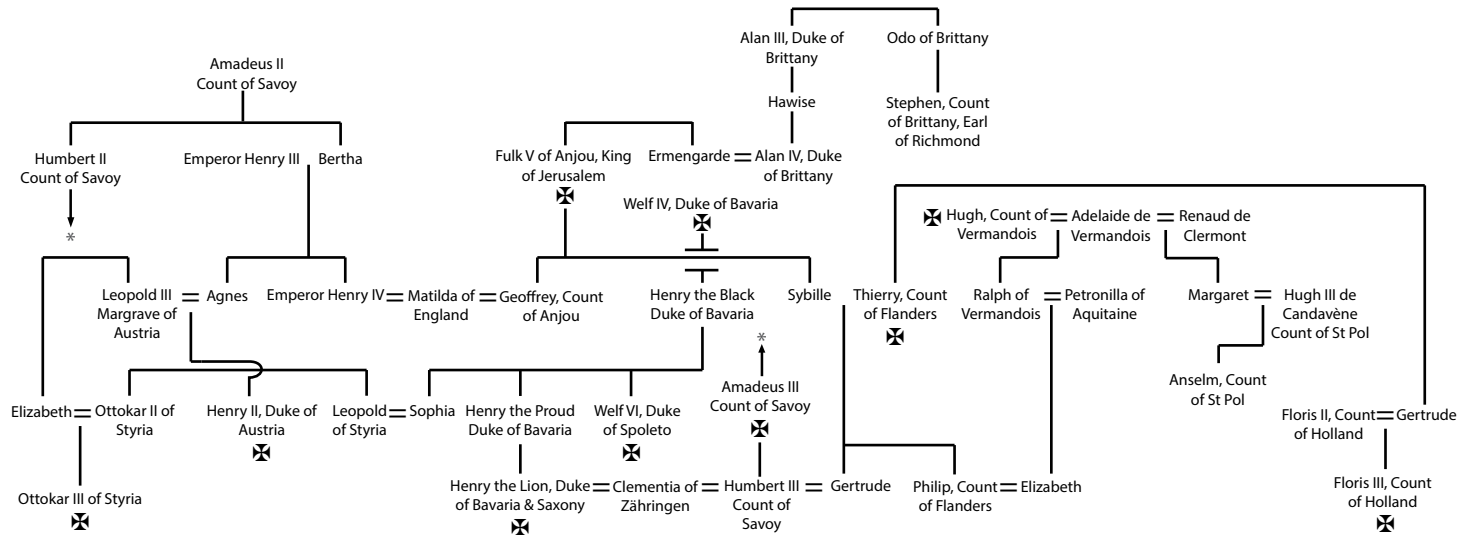 Alan III, Duke of
Brittany
Odo of Brittany
Amadeus II
Count of Savoy
Hawise
Stephen, Count
of Brittany, Earl
of Richmond
Humbert II
Count of Savoy
Emperor Henry III
Bertha
Fulk V of Anjou, King
of Jerusalem
Ermengarde
=
Alan IV, Duke
of Brittany
Welf IV, Duke of Bavaria
Hugh, Count of
Vermandois
=
Adelaide de
Vermandois
=
Renaud de
Clermont
*
Leopold III
Margrave of
Austria
=
Agnes
Emperor Henry IV
=
Matilda of
England
=
Geoffrey, Count
of Anjou
Henry the Black
Duke of Bavaria
Sybille
Thierry, Count
of Flanders
Ralph of
Vermandois
=
Petronilla of
Aquitaine
Margaret
=
Hugh III de
Candavène
Count of St Pol
*
Anselm, Count
of St Pol
Elizabeth
=
Ottokar II of
Styria
Henry II, Duke of
Austria
Leopold
of Styria
=
Sophia
Henry the Proud
Duke of Bavaria
Welf VI, Duke
of Spoleto
Amadeus III
Count of Savoy
Floris II, Count
of Holland
=
Gertrude
Ottokar III of Styria
Henry the Lion, Duke
of Bavaria & Saxony
=
Clementia of
Zähringen
=
Humbert III
Count of
Savoy
=
Gertrude
Philip, Count
of Flanders
=
Elizabeth
Floris III, Count
of Holland